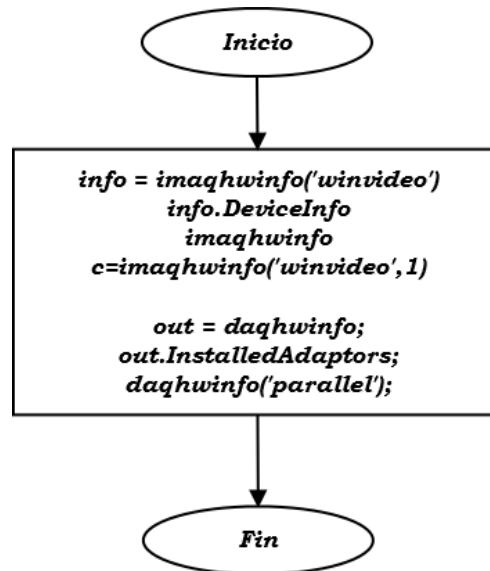 Inicio
info = imaqhwinfo('winvideo')
info.DeviceInfo
imaqhwinfo
c=imaqhwinfo('winvideo',1)
out = daqhwinfo;
out.InstalledAdaptors;
daqhwinfo('parallel');
Fin